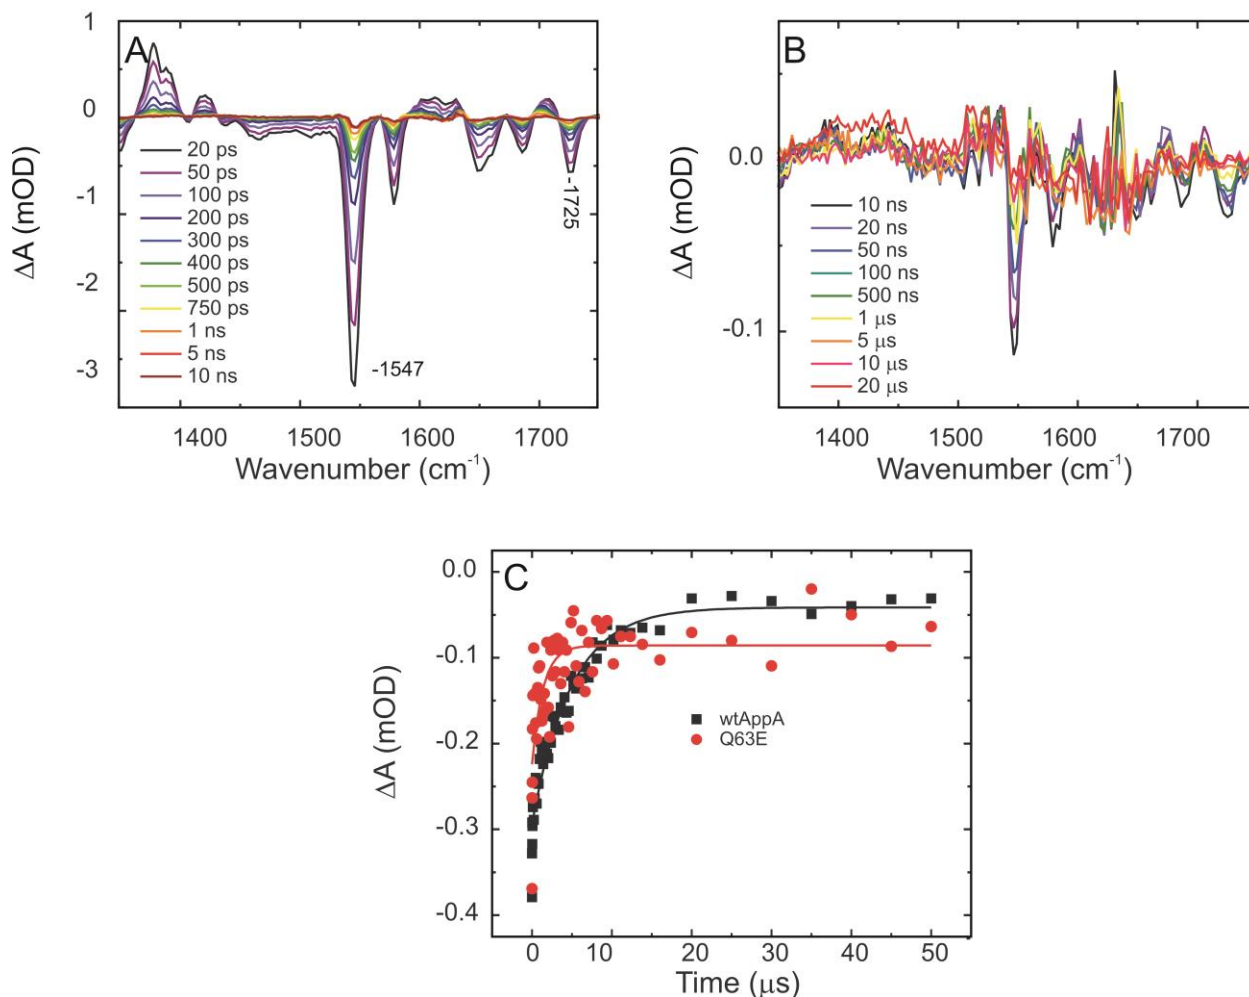 A
1
0
-1
-2
-3
ΔA (mOD)
20 ps
50 ps
100 ps
200 ps
300 ps
400 ps
500 ps
750 ps
1 ns
5 ns
10 ns
-1547
-1725
1400 1500 1600 1700
Wavenumber (cm⁻¹)
B
0.0
-0.1
ΔA (mOD)
10 ns
20 ns
50 ns
100 ns
500 ns
1 μs
5 μs
10 μs
20 μs
1400 1500 1600 1700
Wavenumber (cm⁻¹)
C
0.0
-0.1
-0.2
-0.3
-0.4
ΔA (mOD)
wtAppA
Q63E
0 10 20 30 40 50
Time (μs)